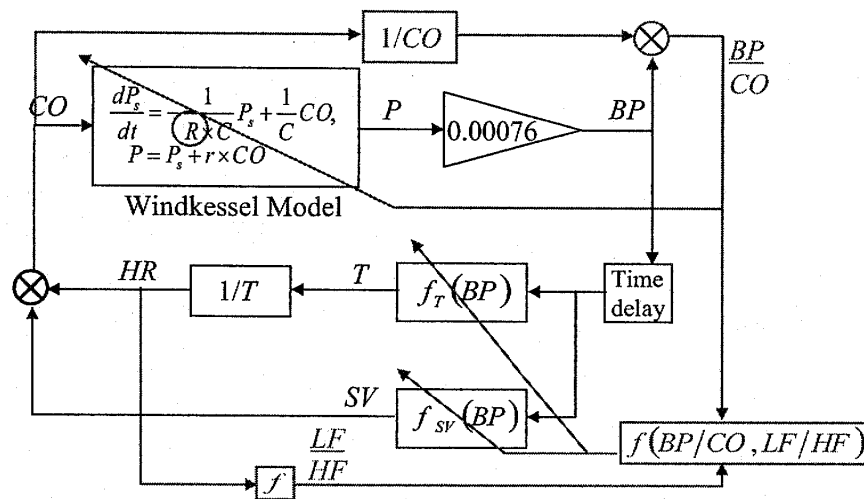 1/CO
BP/CO
CO
dP_s/dt = -1/(R×C) P_s + 1/C CO,
P = P_s + r × CO
P
0.00076
BP
Windkessel Model
HR
1/T
T
f_T(BP)
Time
delay
SV
f_SV(BP)
f(BP/CO, LF/HF)
LF/HF
f